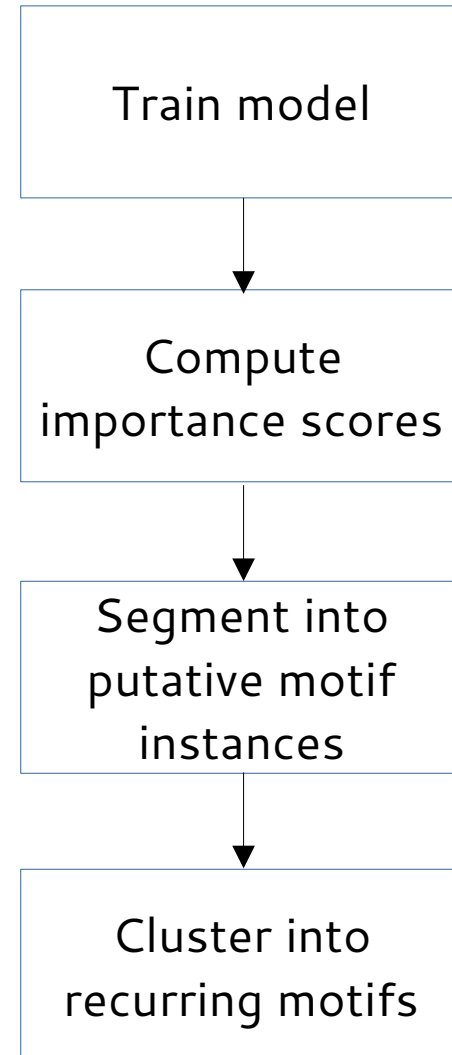 Train model
Compute
importance scores
Segment into
putative motif
instances
Cluster into
recurring motifs